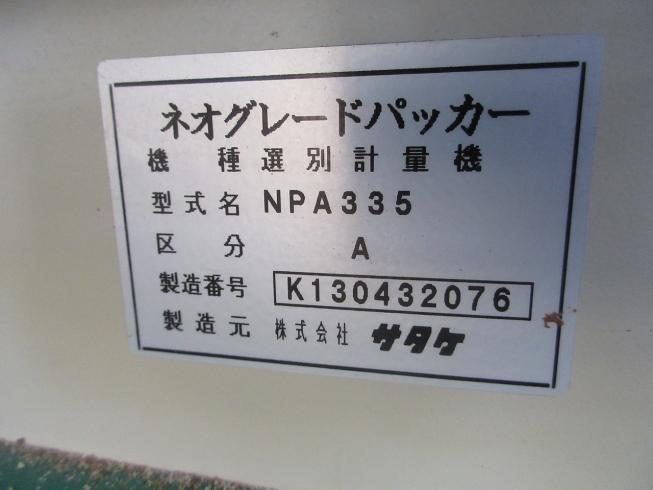 ネオグレードパッカー
機種選別計量機
型式名 NPA335
区分 A
製造番号 K130432076
製造元 株式会社 サタケ